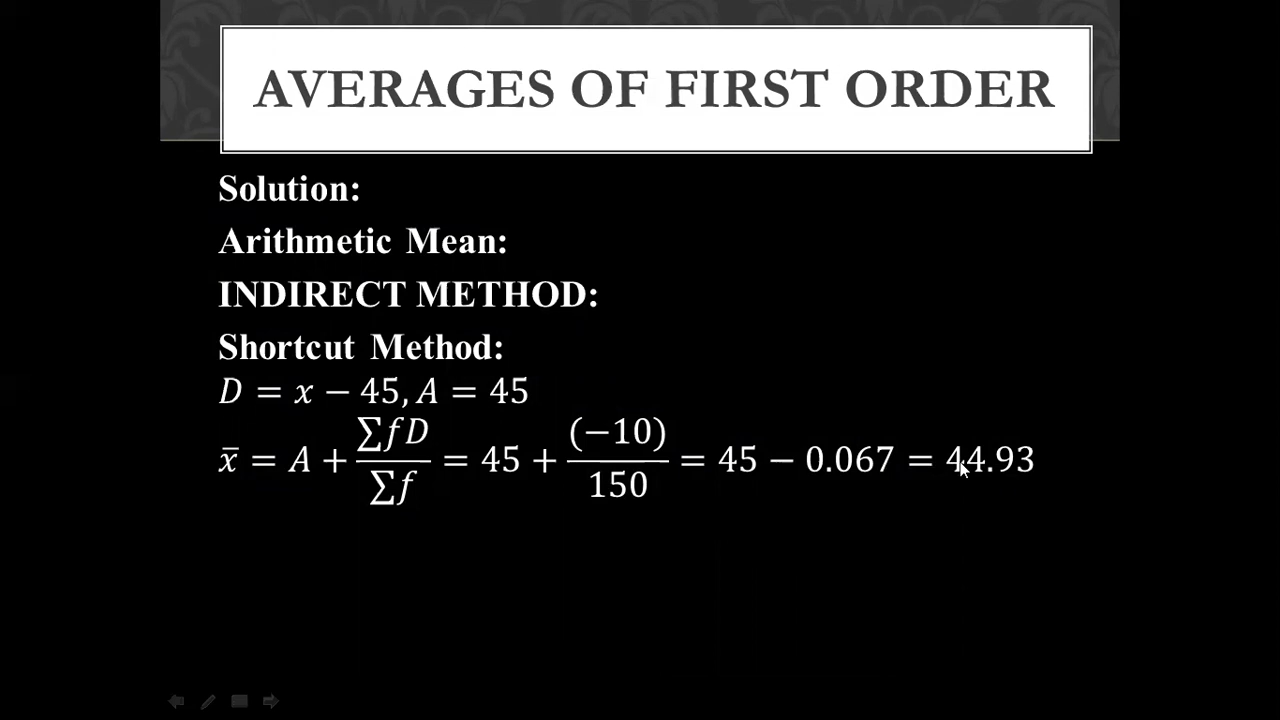 AVERAGES OF FIRST ORDER
Solution:
Arithmetic Mean:
INDIRECT METHOD:
Shortcut Method:
D = x − 45, A = 45
x̄ = A + ∑fD / ∑f = 45 + (−10) / 150 = 45 − 0.067 = 44.93